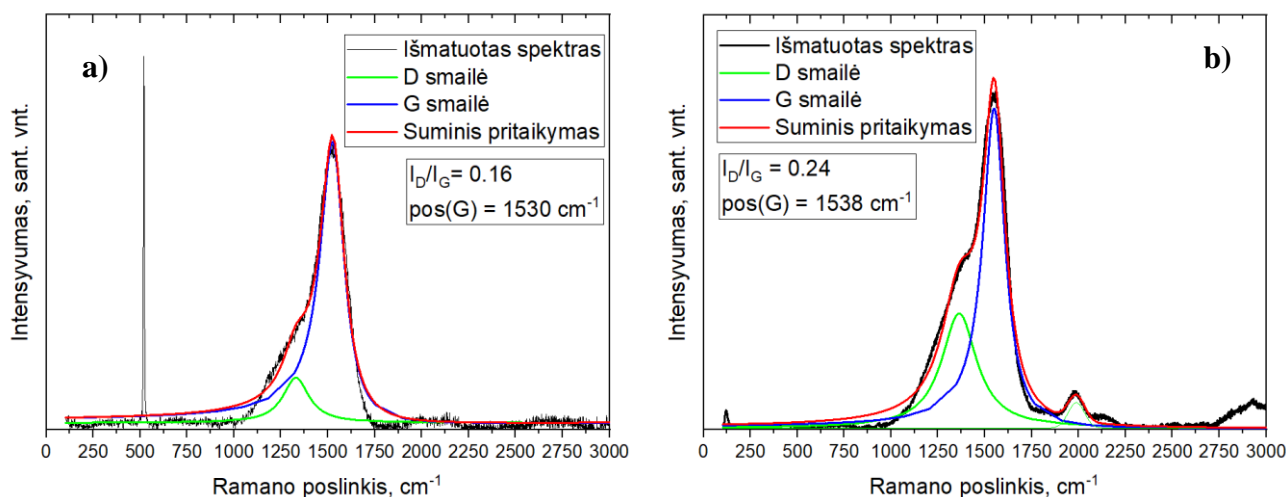 a)
Išmatuotas spektras
D smailė
G smailė
Suminis pritaikymas
I_D/I_G= 0.16
pos(G) = 1530 cm⁻¹
Intensyvumas, sant. vnt.
0 250 500 750 1000 1250 1500 1750 2000 2250 2500 2750 3000
Ramano poslinkis, cm⁻¹
b)
Išmatuotas spektras
D smailė
G smailė
Suminis pritaikymas
I_D/I_G = 0.24
pos(G) = 1538 cm⁻¹
Intensyvumas, sant. vnt.
0 250 500 750 1000 1250 1500 1750 2000 2250 2500 2750 3000
Ramano poslinkis, cm⁻¹